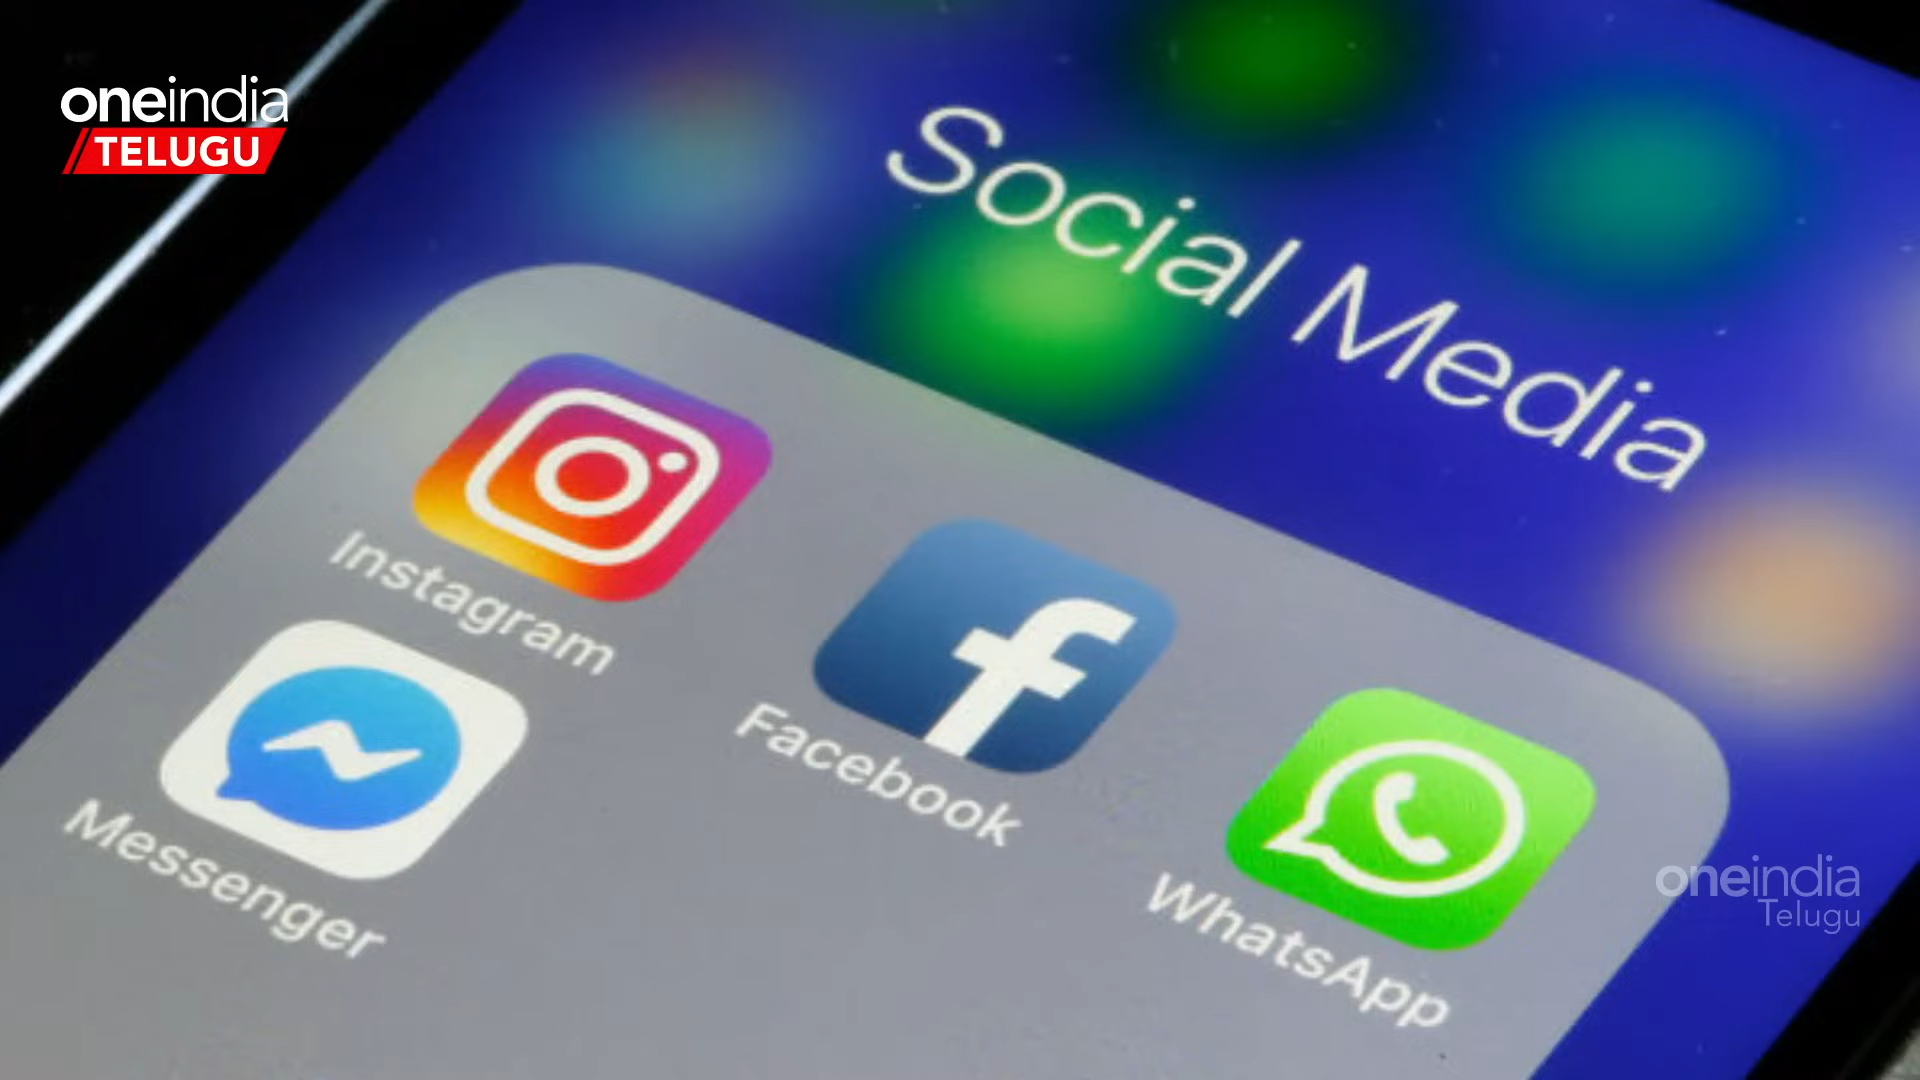 oneindia
TELUGU
Social Media
Instagram
Facebook
WhatsApp
Messenger
oneindia
Telugu